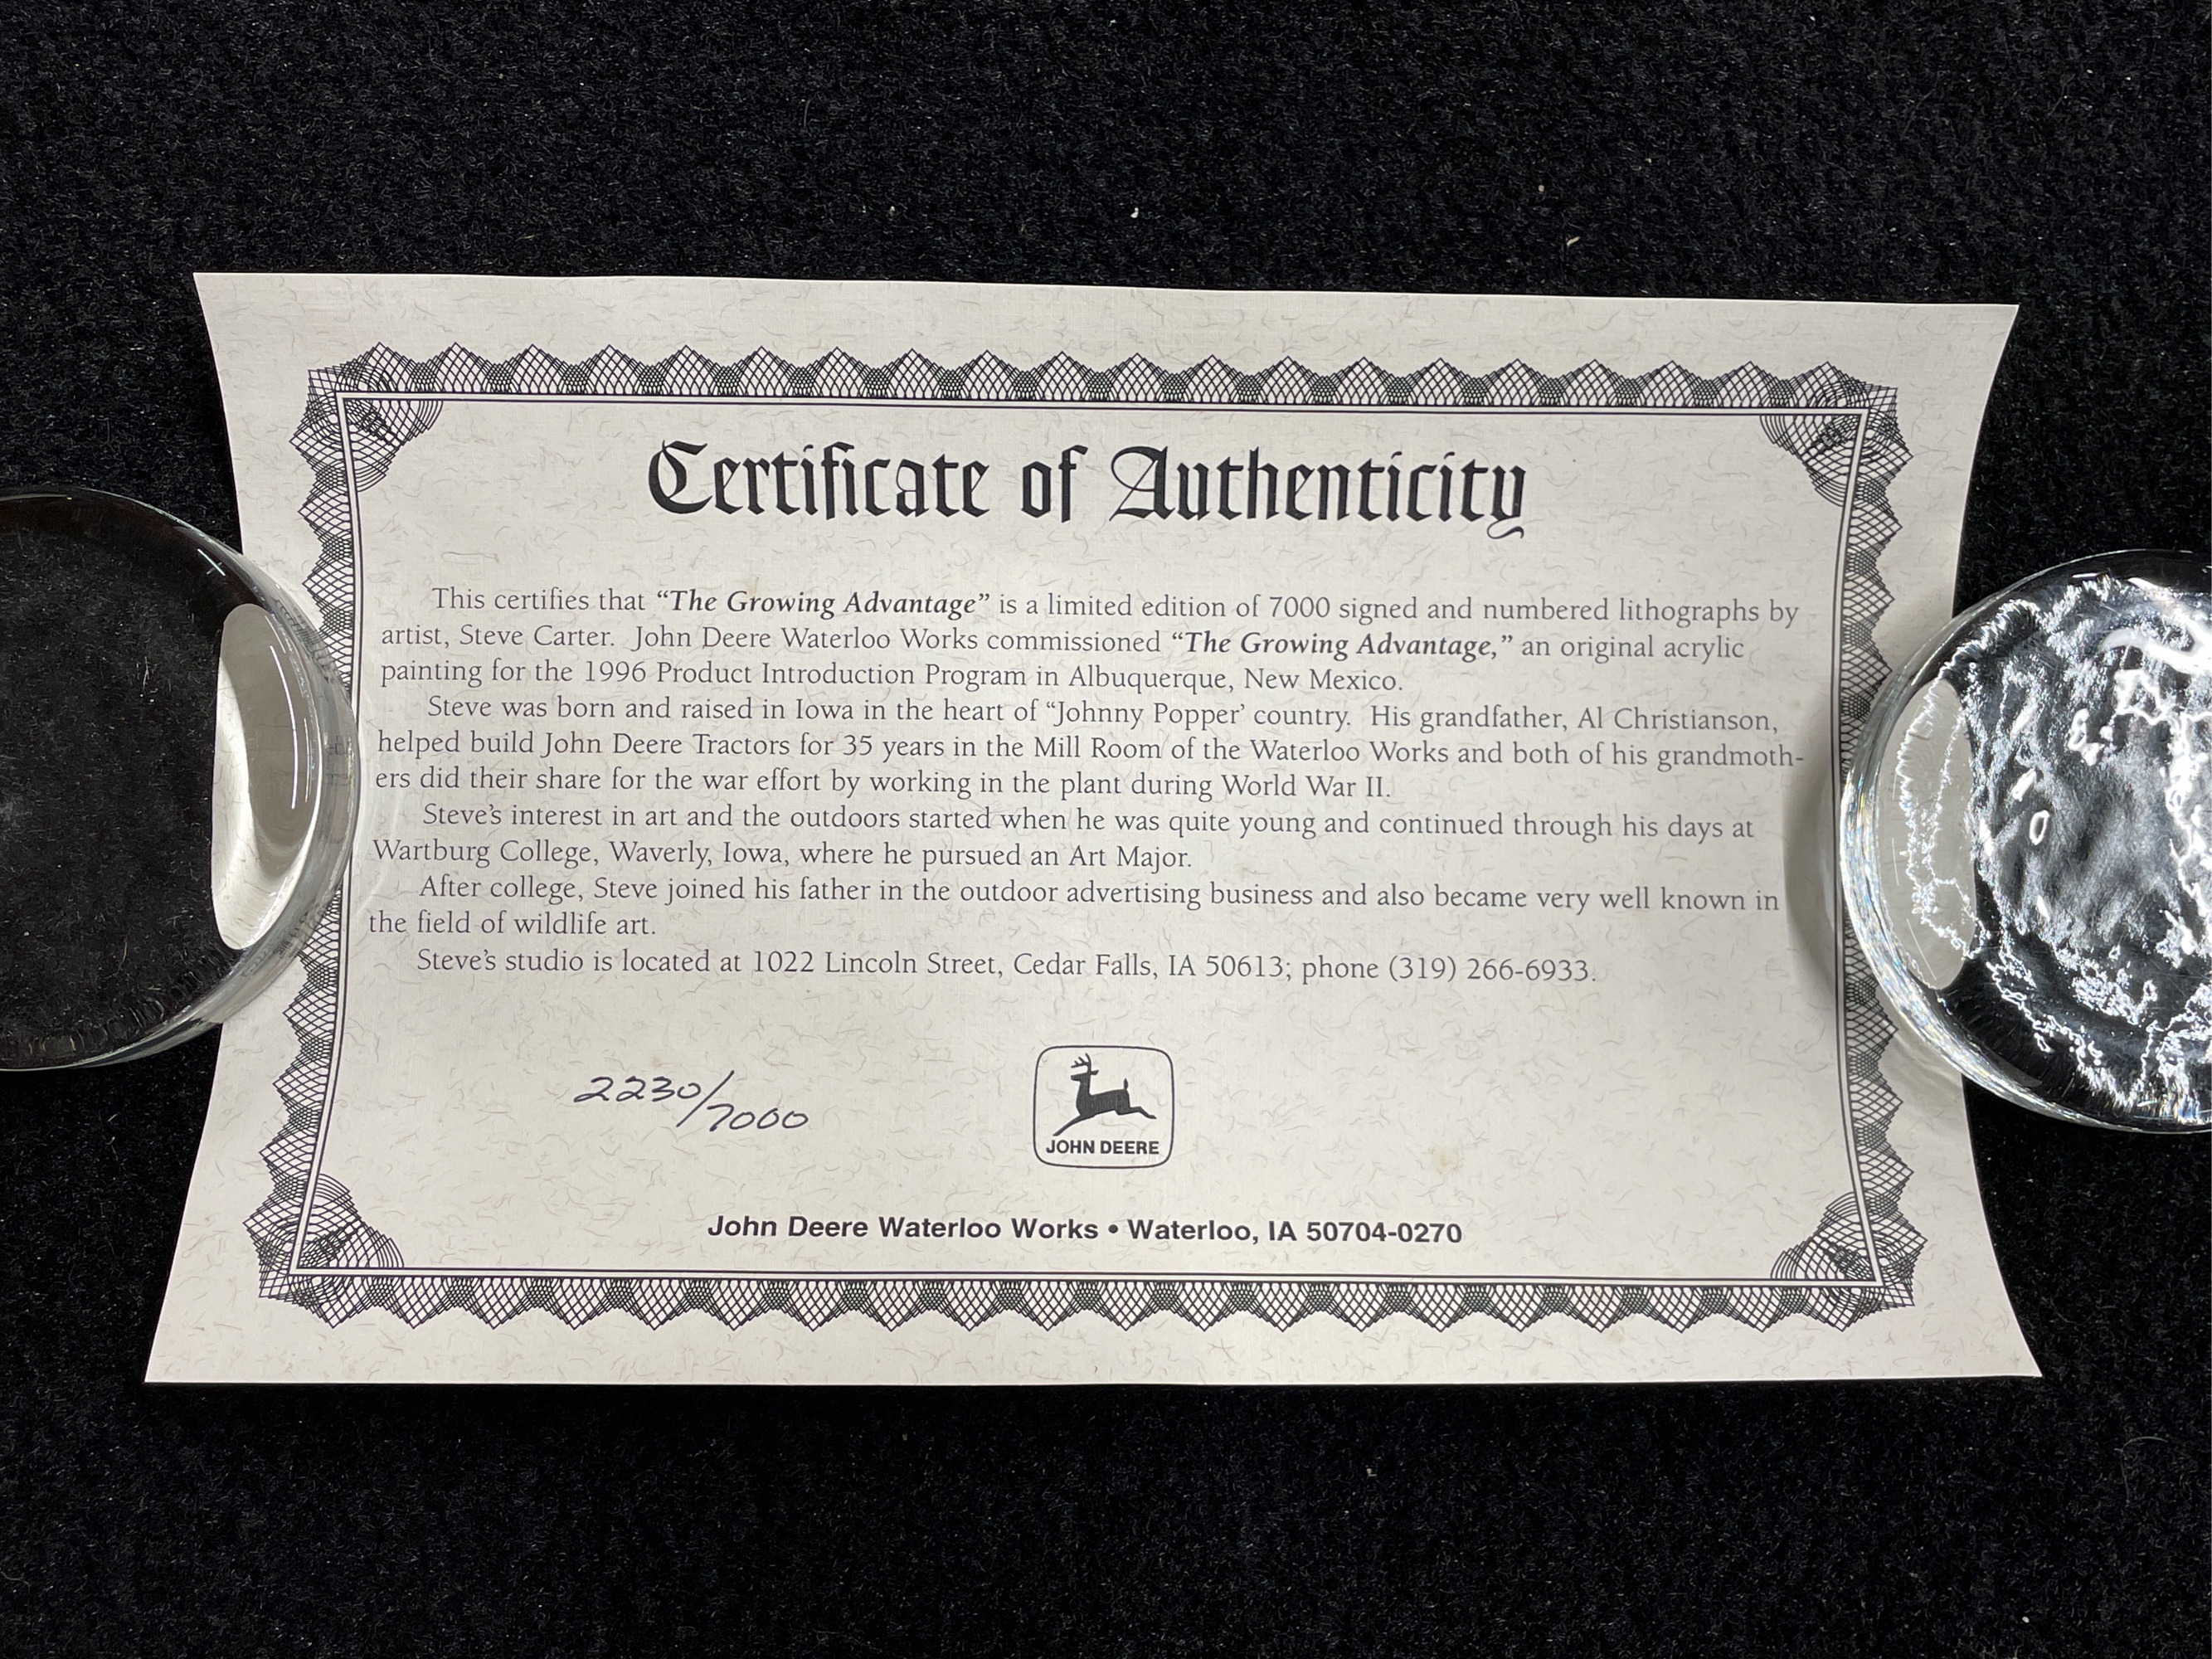 Certificate of Authenticity
This certifies that “The Growing Advantage” is a limited edition of 7000 signed and numbered lithographs by
artist, Steve Carter. John Deere Waterloo Works commissioned “The Growing Advantage,” an original acrylic
painting for the 1996 Product Introduction Program in Albuquerque, New Mexico.
Steve was born and raised in Iowa in the heart of “Johnny Popper’ country. His grandfather, Al Christianson,
helped build John Deere Tractors for 35 years in the Mill Room of the Waterloo Works and both of his grandmoth-
ers did their share for the war effort by working in the plant during World War II.
Steve’s interest in art and the outdoors started when he was quite young and continued through his days at
Wartburg College, Waverly, Iowa, where he pursued an Art Major.
After college, Steve joined his father in the outdoor advertising business and also became very well known in
the field of wildlife art.
Steve’s studio is located at 1022 Lincoln Street, Cedar Falls, IA 50613; phone (319) 266-6933.
2230/7000
JOHN DEERE
John Deere Waterloo Works • Waterloo, IA 50704-0270